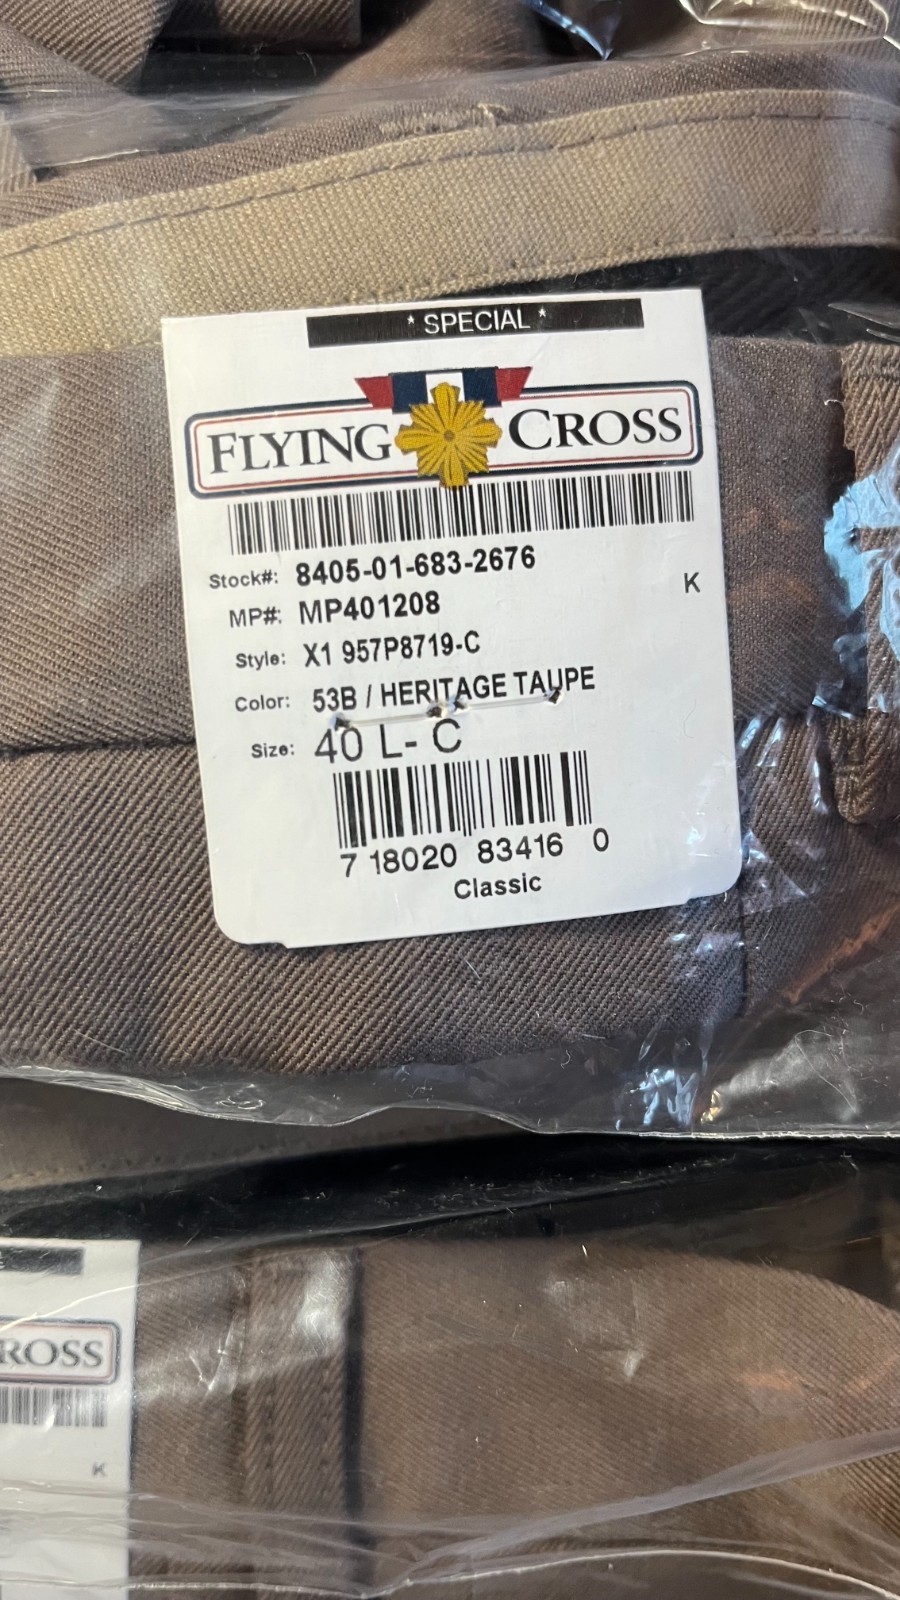 * SPECIAL *
FLYING CROSS
Stock#: 8405-01-683-2676
K
MP#: MP401208
Style: X1 957P8719-C
Color: 53B / HERITAGE TAUPE
Size: 40 L- C
7 18020 83416 0
Classic
ROSS
K